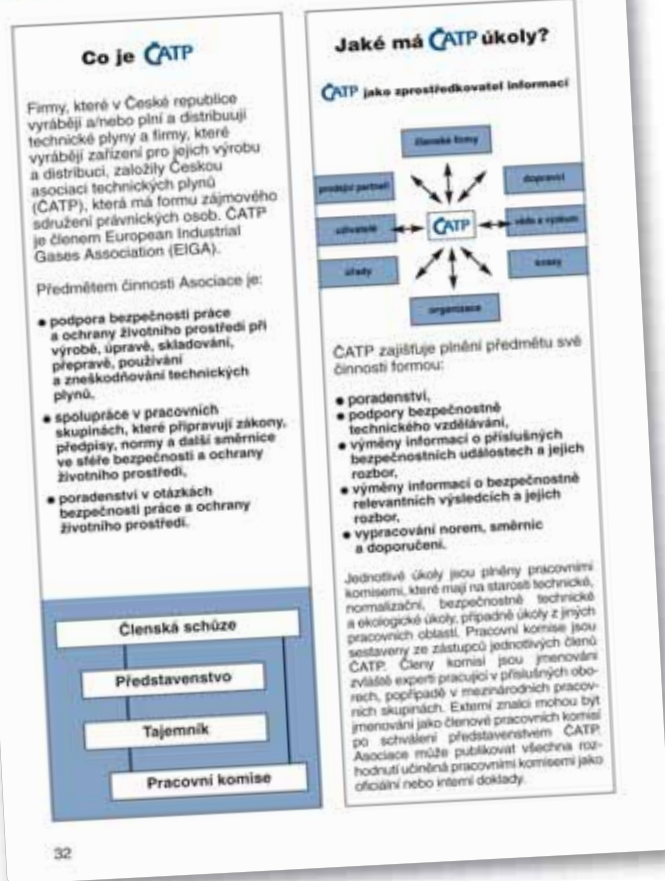 Co je ČATP
Firmy, které v České republice
vyrábějí a/nebo plní a distribuují
technické plyny a firmy, které
vyrábějí zařízení pro jejich výrobu
a distribuci, založily Českou
asociaci technických plynů
(ČATP), která má formu zájmového
sdružení právnických osob. ČATP
je členem European Industrial
Gases Association (EIGA).
Předmětem činnosti Asociace je:
• podpora bezpečnosti práce
a ochrany životního prostředí při
výrobě, úpravě, skladování,
přepravě, používání
a zneškodňování technických
plynů,
• spolupráce v pracovních
skupinách, které připravují zákony,
předpisy, normy a další směrnice
ve sféře bezpečnosti a ochrany
životního prostředí,
• poradenství v otázkách
bezpečnosti práce a ochrany
životního prostředí.
Členská schůze
Představenstvo
Tajemník
Pracovní komise
32
Jaké má ČATP úkoly?
ČATP jako zprostředkovatel informací
členské firmy
prodejní partneři
dopravci
uživatelé
ČATP
věda a výzkum
úřady
svazy
organizace
ČATP zajišťuje plnění předmětu své
činnosti formou:
• poradenství,
• podpory bezpečnostně
technického vzdělávání,
• výměny informací o příslušných
bezpečnostních událostech a jejich
rozbor,
• výměny informací o bezpečnostně
relevantních výsledcích a jejich
rozbor,
• vypracování norem, směrnic
a doporučení.
Jednotlivé úkoly jsou plněny pracovními
komisemi, které mají na starosti technické,
normalizační, bezpečnostně technické
a ekologické úkoly, případně úkoly z jiných
pracovních oblastí. Pracovní komise jsou
sestaveny ze zástupců jednotlivých členů
ČATP. Členy komisí jsou jmenováni
zvláště experti pracující v příslušných obo-
rech, popřípadě v mezinárodních pracov-
ních skupinách. Externí znalci mohou být
jmenováni jako členové pracovních komisí
po schválení představenstvem ČATP.
Asociace může publikovat všechna roz-
hodnutí učiněná pracovními komisemi jako
oficiální nebo interní doklady.